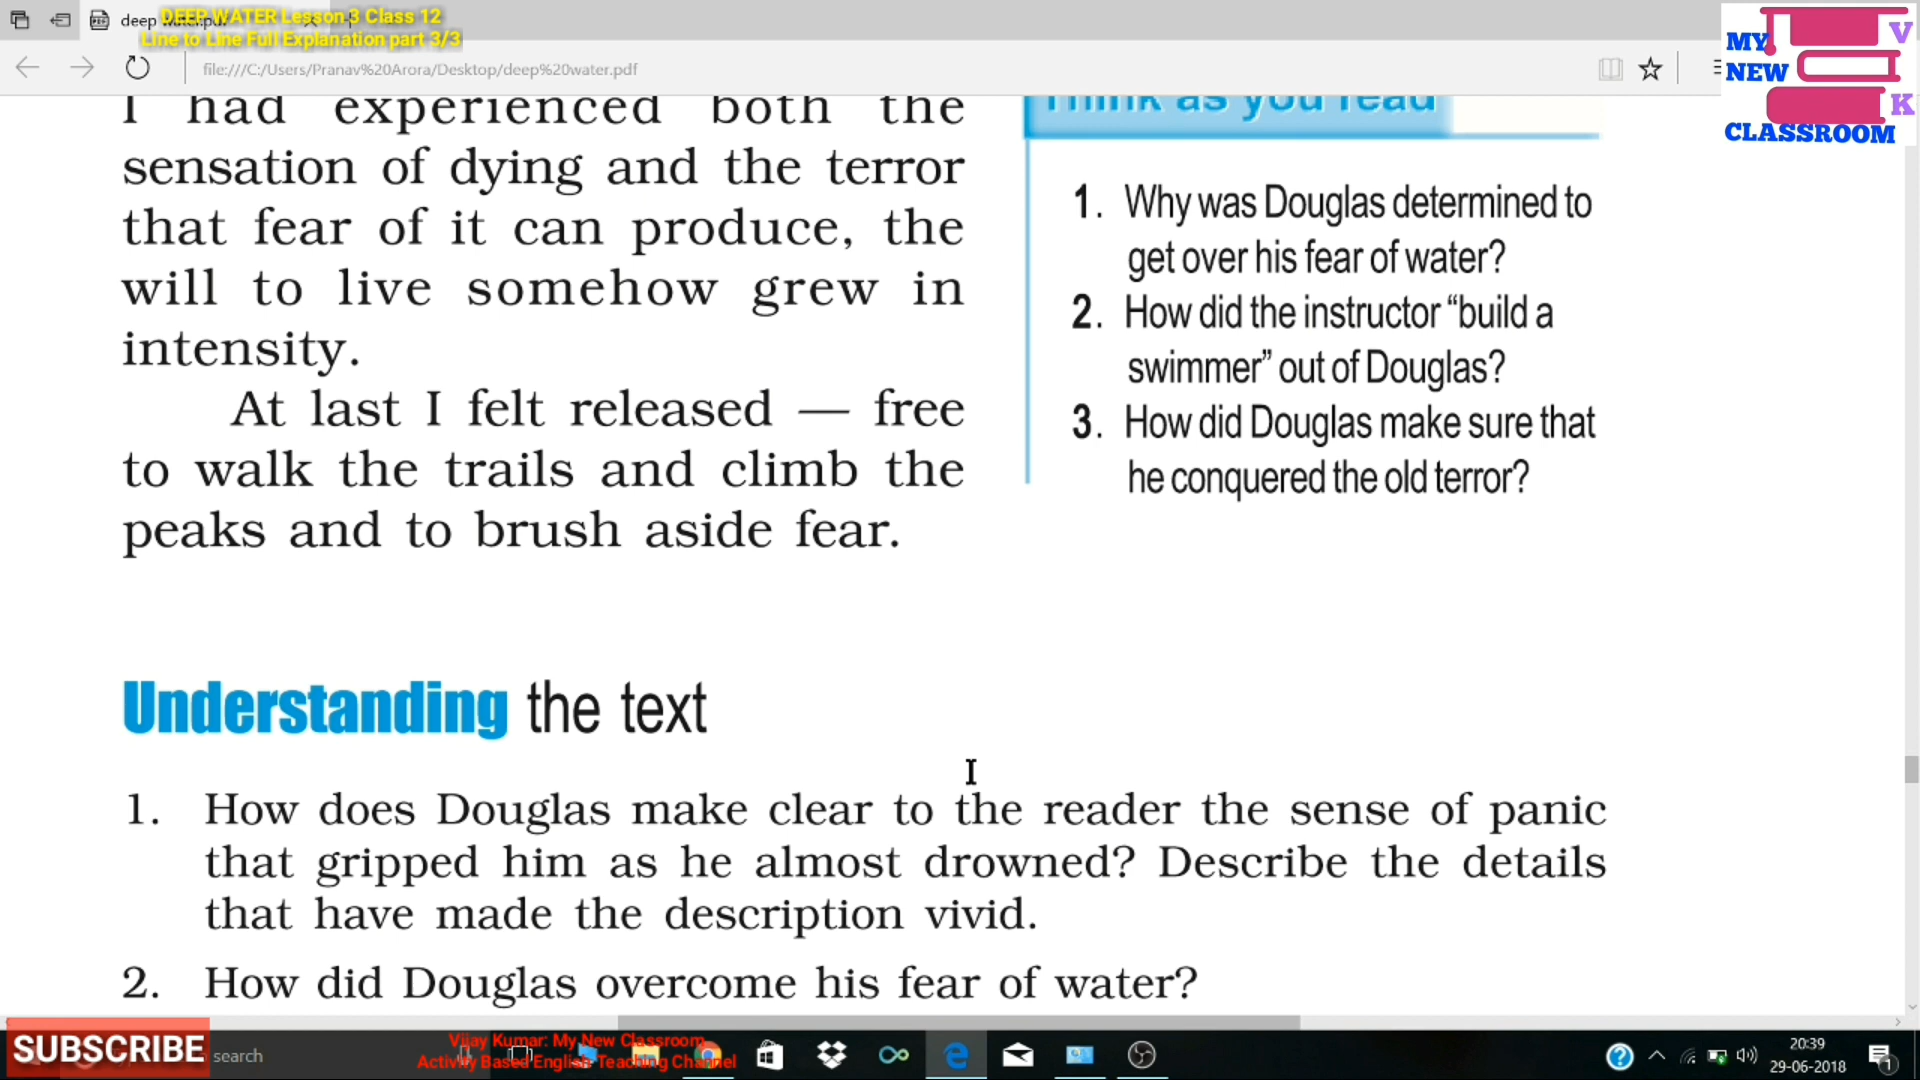 deep water.pdf
DEEP WATER Lesson 3 Class 12
Line to Line Full Explanation part 3/3
file:///C:/Users/Pranav%20Arora/Desktop/deep%20water.pdf
MY
NEW
CLASSROOM
V
K
I had experienced both the
sensation of dying and the terror
that fear of it can produce, the
will to live somehow grew in
intensity.
At last I felt released — free
to walk the trails and climb the
peaks and to brush aside fear.
Think as you read
1. Why was Douglas determined to
get over his fear of water?
2. How did the instructor “build a
swimmer” out of Douglas?
3. How did Douglas make sure that
he conquered the old terror?
Understanding the text
1. How does Douglas make clear to the reader the sense of panic
that gripped him as he almost drowned? Describe the details
that have made the description vivid.
2. How did Douglas overcome his fear of water?
SUBSCRIBE
search
Vijay Kumar: My New Classroom
Activity Based English Teaching Channel
20:39
29-06-2018
1